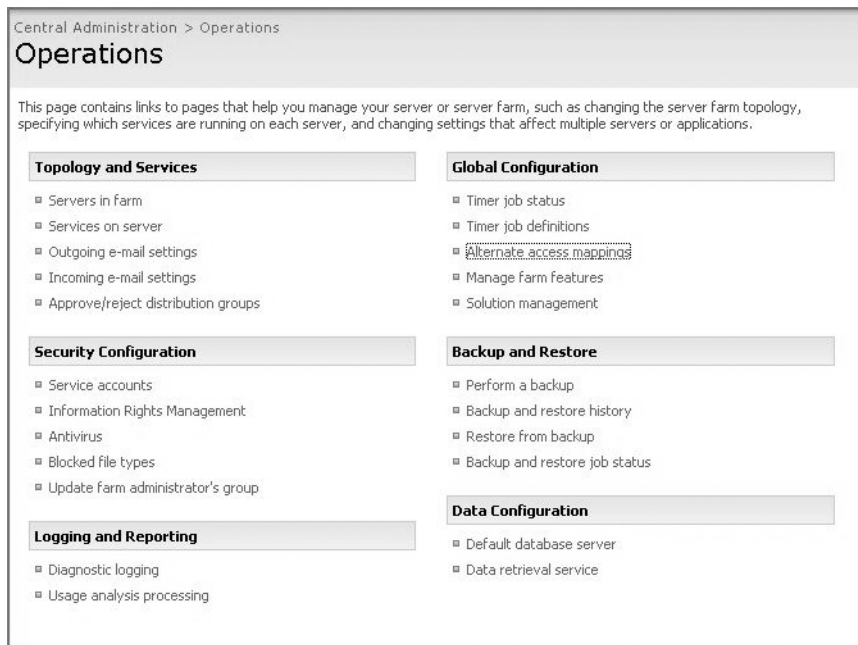 Central Administration > Operations
Operations
This page contains links to pages that help you manage your server or server farm, such as changing the server farm topology,
specifying which services are running on each server, and changing settings that affect multiple servers or applications.
Topology and Services
Servers in farm
Services on server
Outgoing e-mail settings
Incoming e-mail settings
Approve/reject distribution groups
Security Configuration
Service accounts
Information Rights Management
Antivirus
Blocked file types
Update farm administrator's group
Logging and Reporting
Diagnostic logging
Usage analysis processing
Global Configuration
Timer job status
Timer job definitions
Alternate access mappings
Manage farm features
Solution management
Backup and Restore
Perform a backup
Backup and restore history
Restore from backup
Backup and restore job status
Data Configuration
Default database server
Data retrieval service